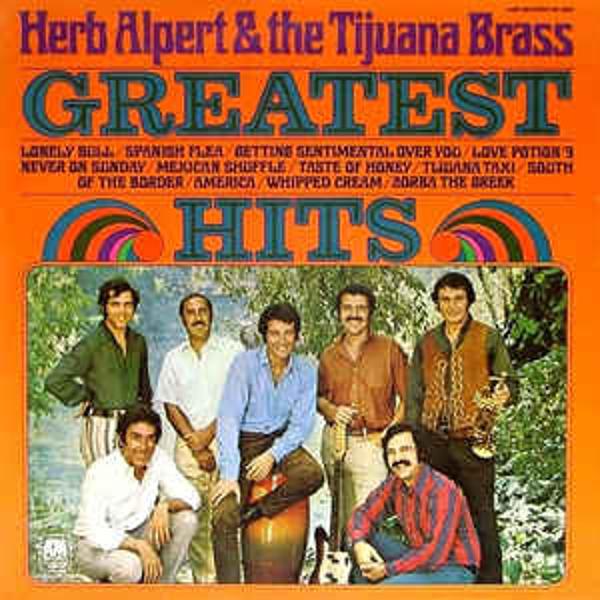 Herb Alpert & the Tijuana Brass
GREATEST
LONELY BULL / SPANISH FLEA / GETTING SENTIMENTAL OVER YOU / LOVE POTION 9
NEVER ON SUNDAY / MEXICAN SHUFFLE / TASTE OF HONEY / TIJUANA TAXI / SOUTH
OF THE BORDER / AMERICA / WHIPPED CREAM / ZORBA THE GREEK
HITS
A&M